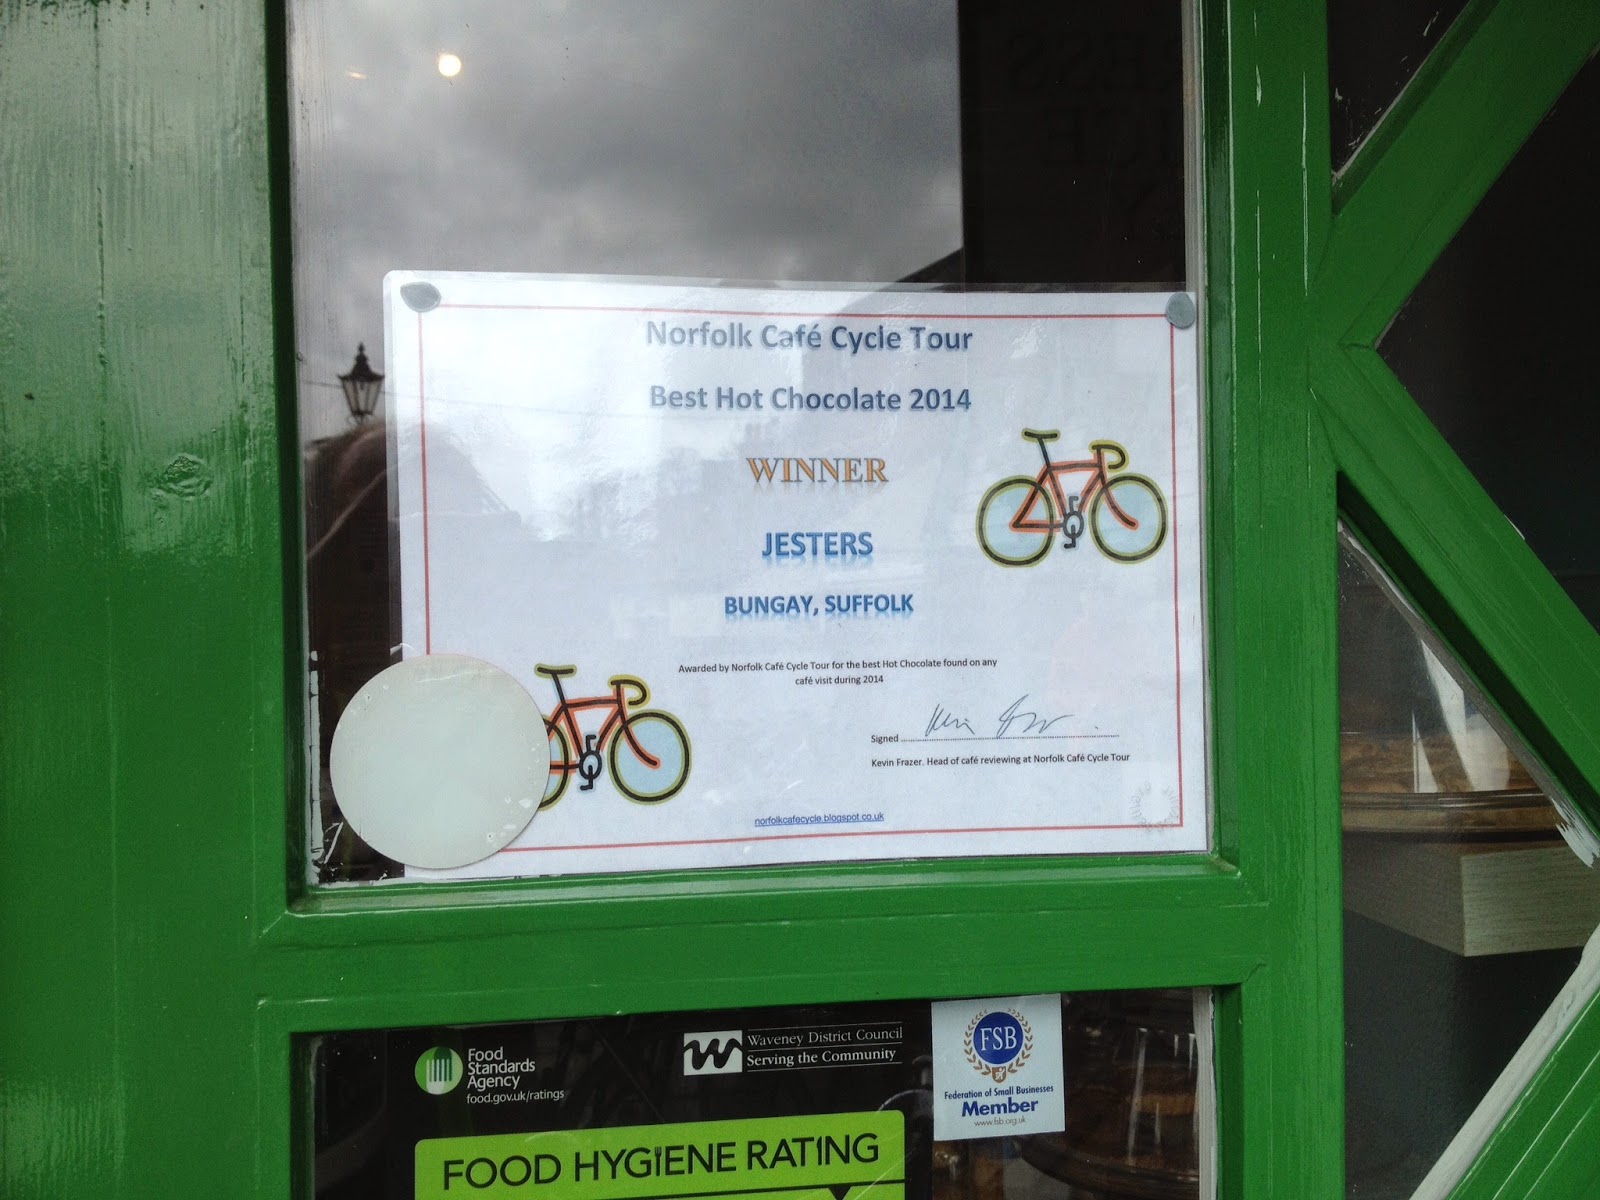 Norfolk Café Cycle Tour
Best Hot Chocolate 2014
WINNER
JESTERS
BUNGAY, SUFFOLK
Awarded by Norfolk Café Cycle Tour for the best Hot Chocolate found on any
café visit during 2014
Signed
Kevin Frazer. Head of café reviewing at Norfolk Café Cycle Tour
norfolkcafecycle.blogspot.co.uk
Food
Standards
Agency
food.gov.uk/ratings
Waveney District Council
Serving the Community
FSB
Federation of Small Businesses
Member
www.fsb.org.uk
FOOD HYGIENE RATING